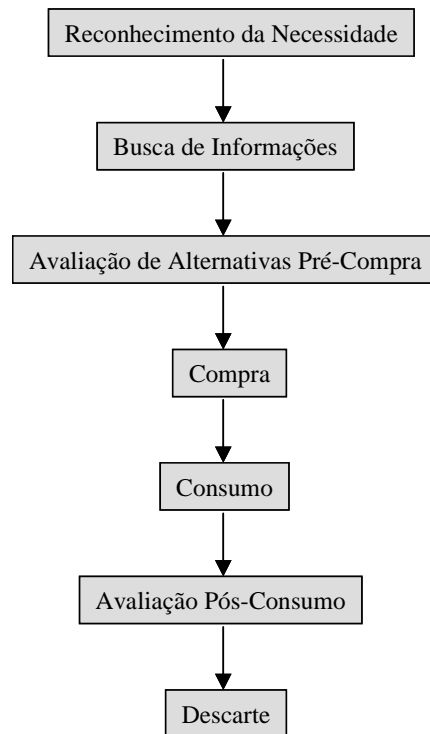 Reconhecimento da Necessidade
Busca de Informações
Avaliação de Alternativas Pré-Compra
Compra
Consumo
Avaliação Pós-Consumo
Descarte